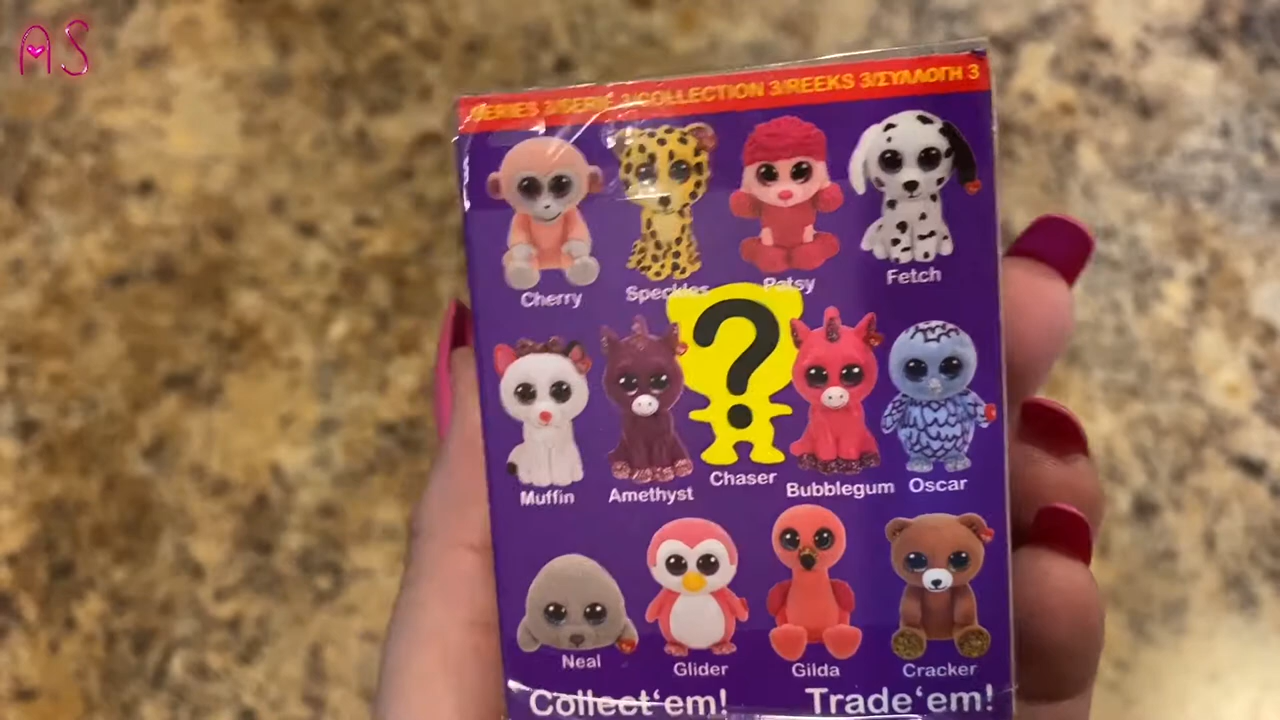 AS
SERIES 3/SERIE 3/COLLECTION 3/REEKS 3/ΣΥΛΛΟΓΗ 3
Cherry Speckles Patsy Fetch
Muffin Amethyst Chaser Bubblegum Oscar
?
Neal Glider Gilda Cracker
Collect'em! Trade'em!